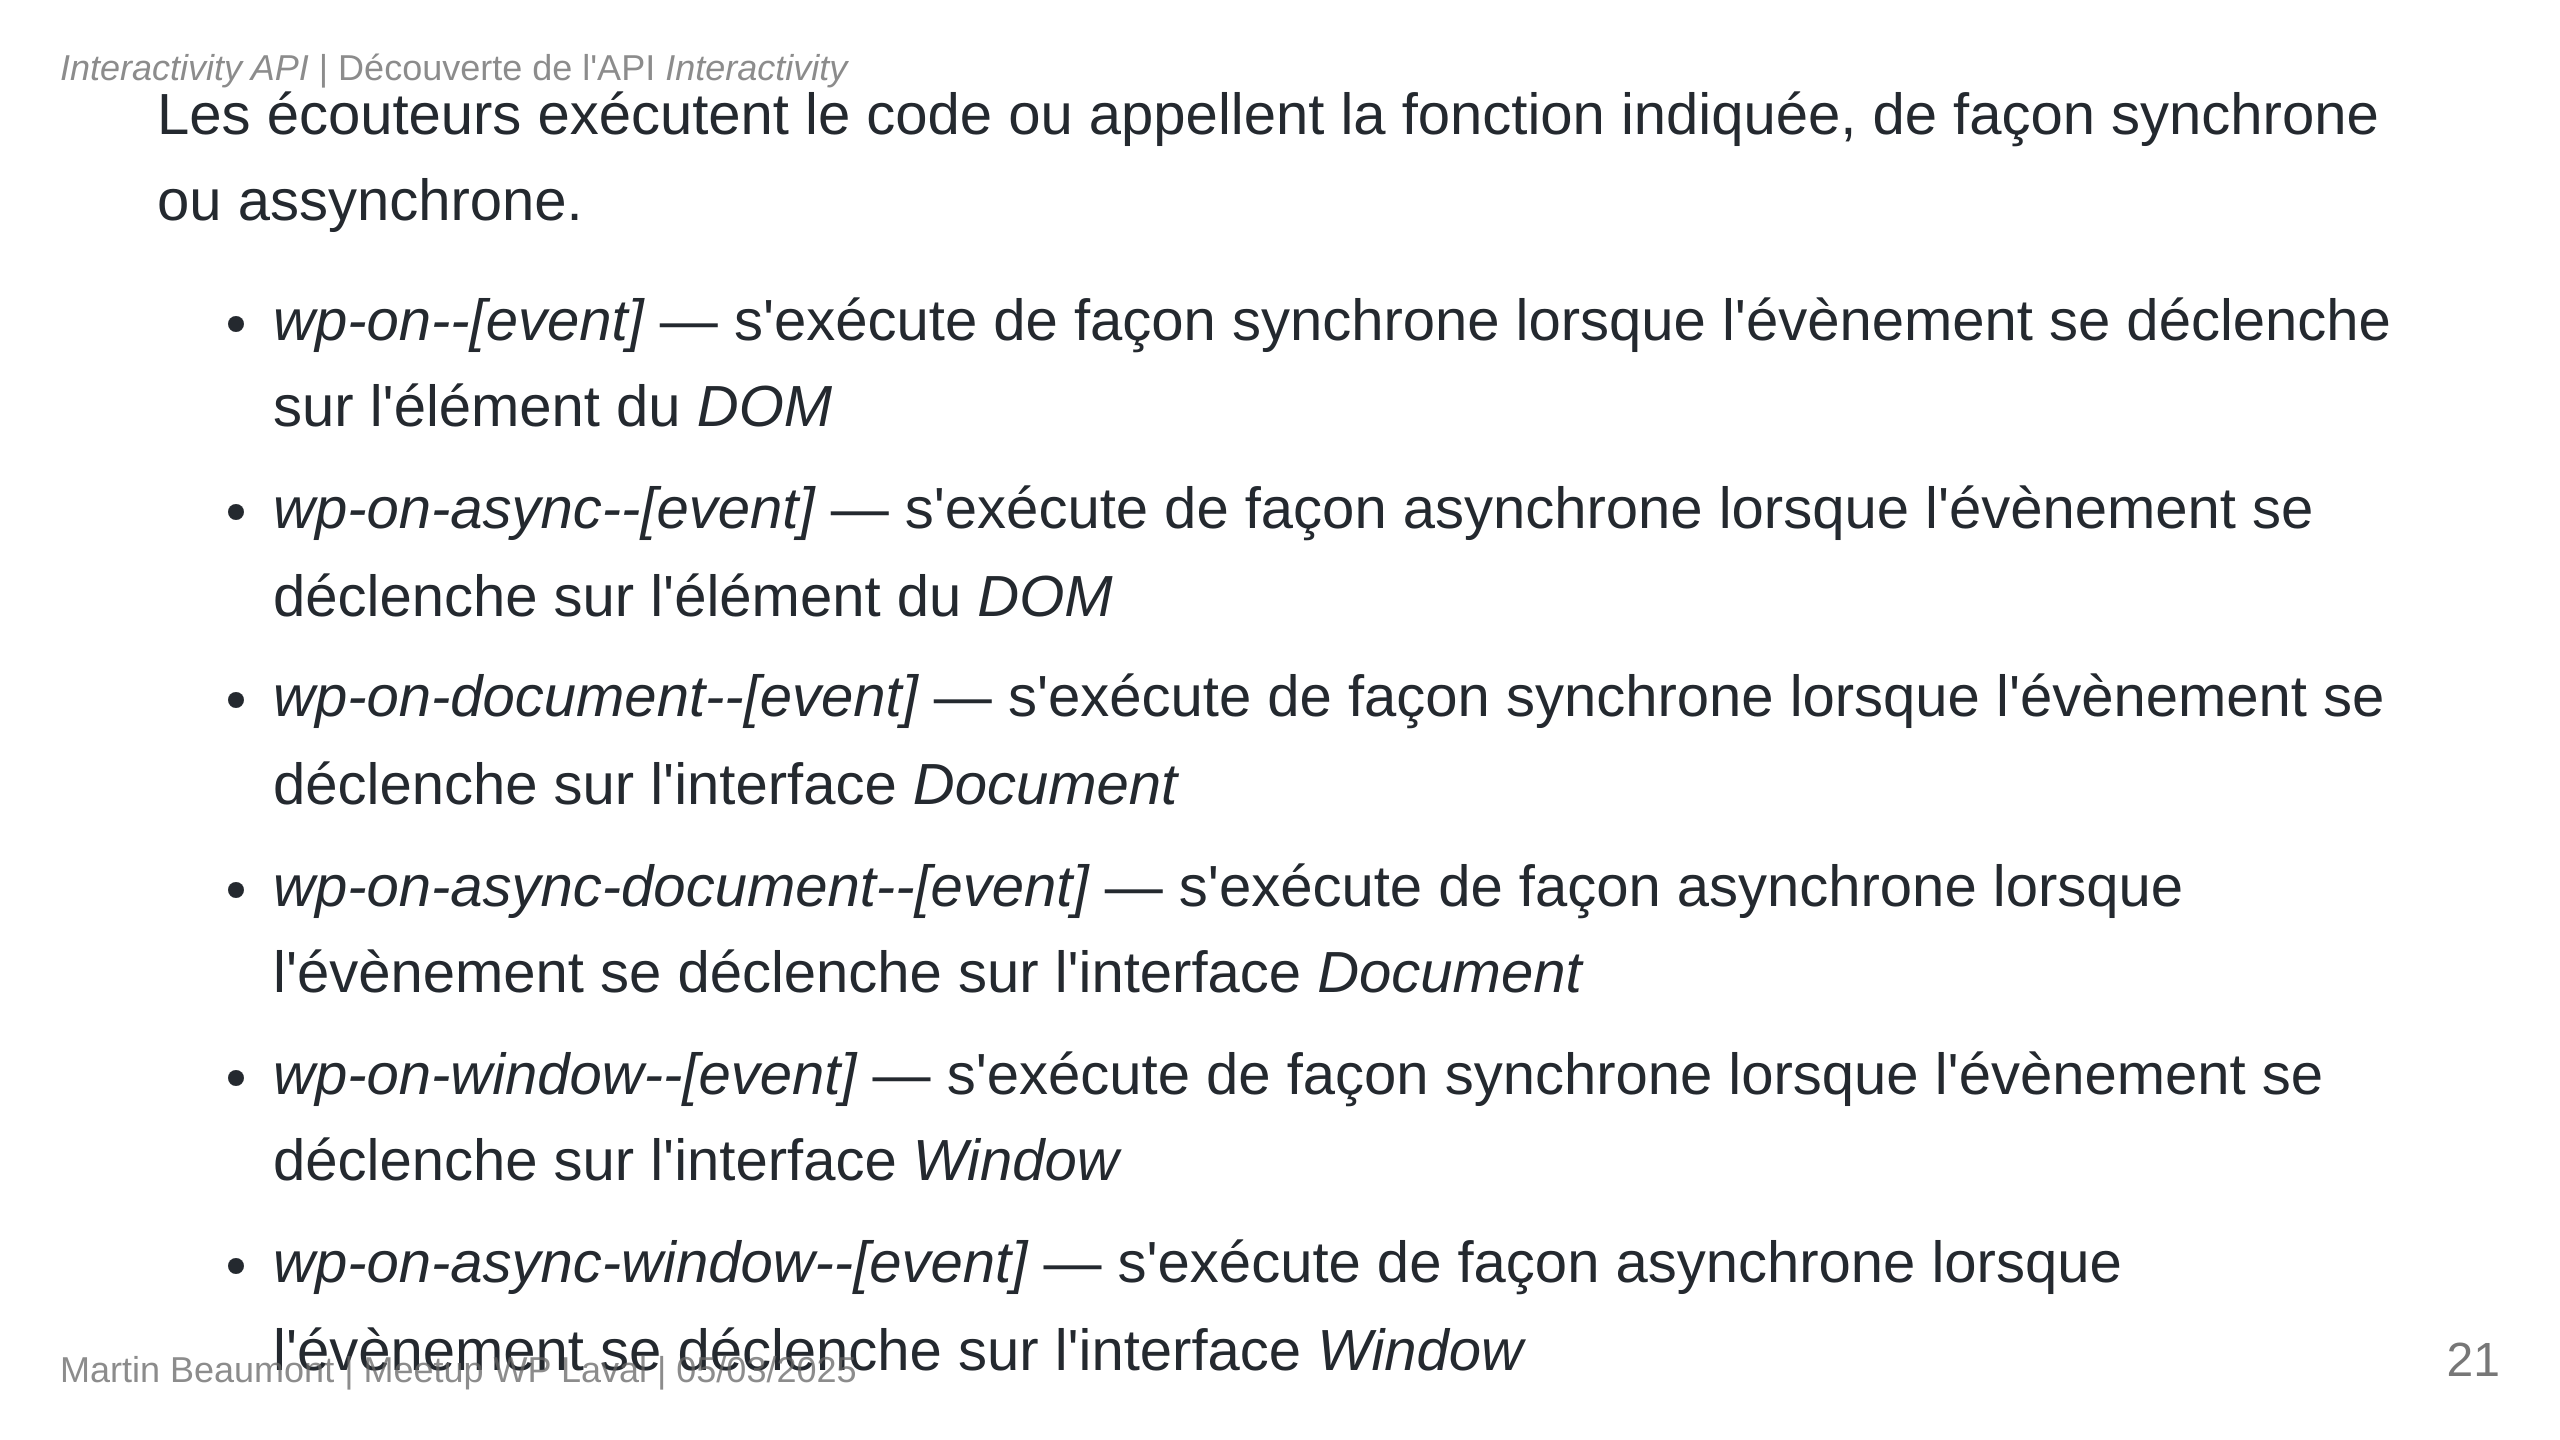 Interactivity API | Découverte de l'API Interactivity
Les écouteurs exécutent le code ou appellent la fonction indiquée, de façon synchrone
ou assynchrone.
• wp-on--[event] — s'exécute de façon synchrone lorsque l'évènement se déclenche
sur l'élément du DOM
• wp-on-async--[event] — s'exécute de façon asynchrone lorsque l'évènement se
déclenche sur l'élément du DOM
• wp-on-document--[event] — s'exécute de façon synchrone lorsque l'évènement se
déclenche sur l'interface Document
• wp-on-async-document--[event] — s'exécute de façon asynchrone lorsque
l'évènement se déclenche sur l'interface Document
• wp-on-window--[event] — s'exécute de façon synchrone lorsque l'évènement se
déclenche sur l'interface Window
• wp-on-async-window--[event] — s'exécute de façon asynchrone lorsque
l'évènement se déclenche sur l'interface Window
Martin Beaumont | Meetup WP Laval | 05/03/2025
21